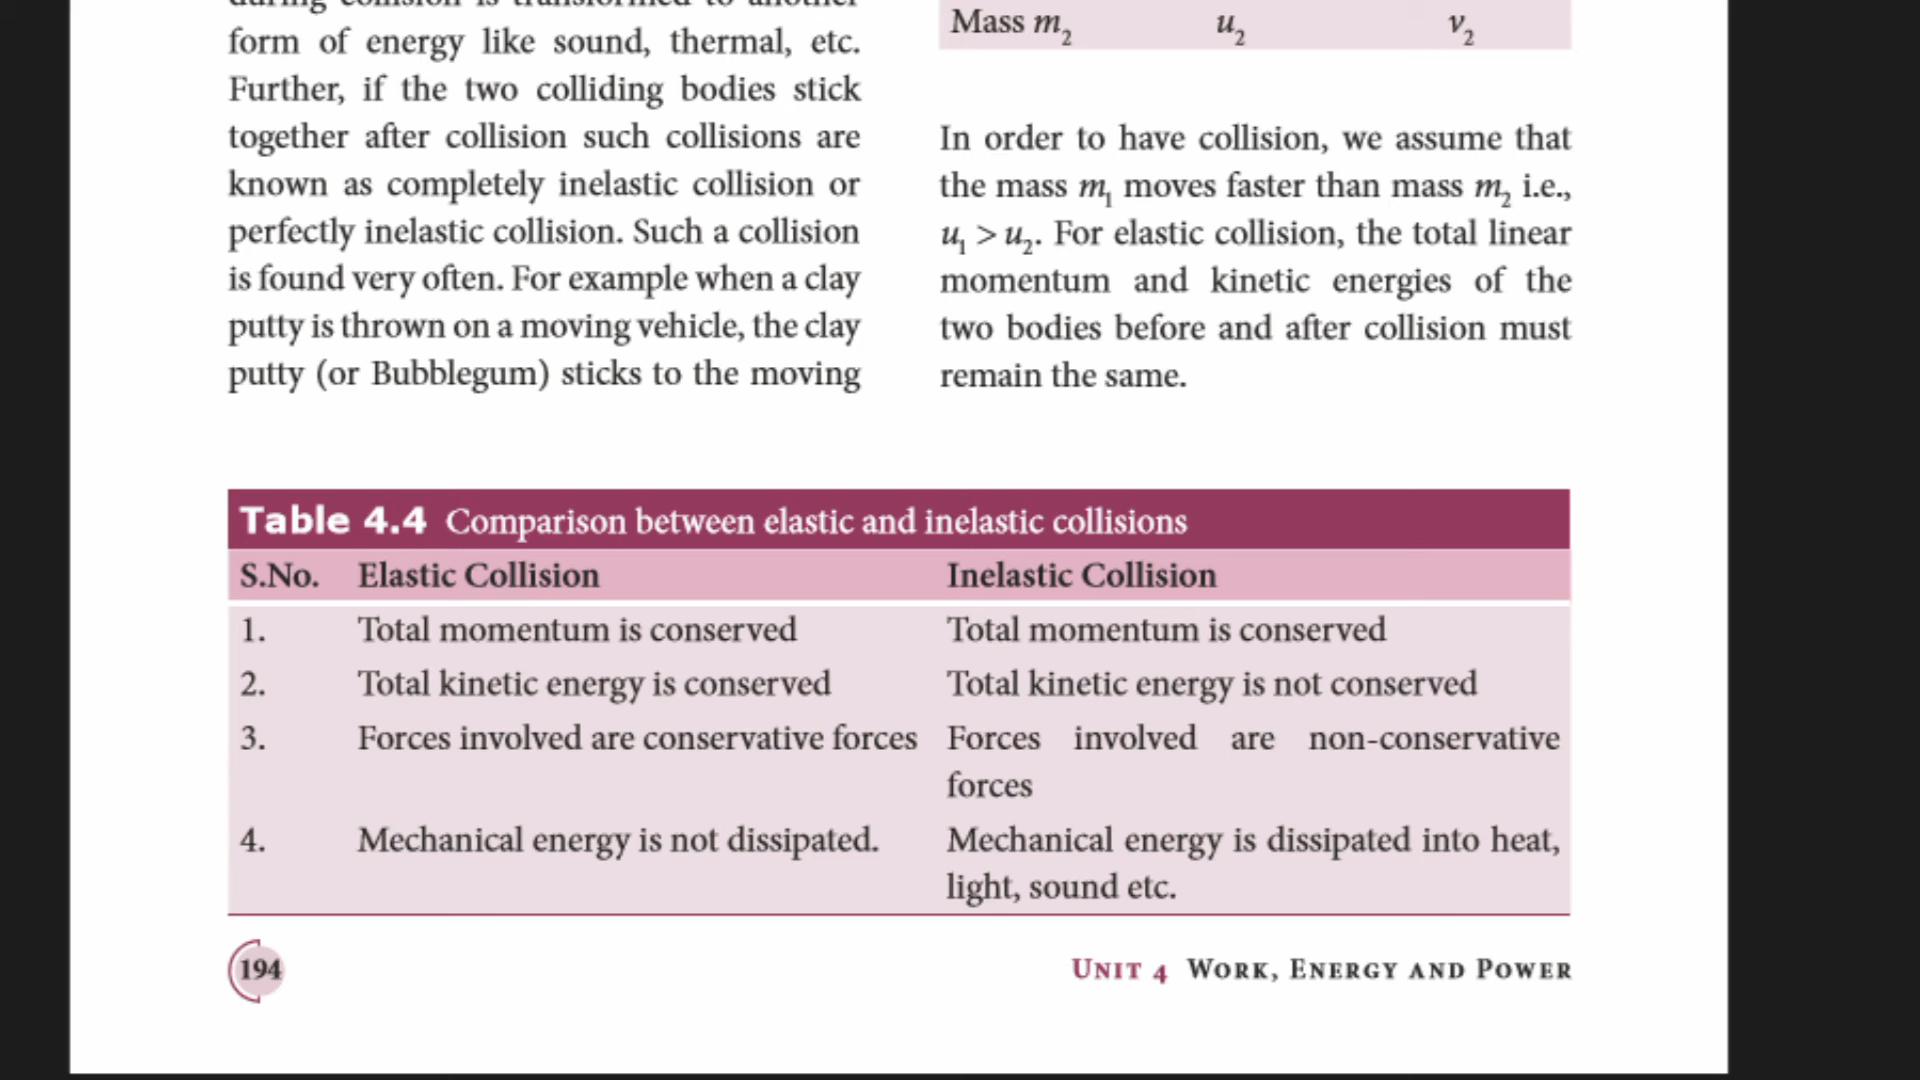 during collision is transformed to another
form of energy like sound, thermal, etc.
Further, if the two colliding bodies stick
together after collision such collisions are
known as completely inelastic collision or
perfectly inelastic collision. Such a collision
is found very often. For example when a clay
putty is thrown on a moving vehicle, the clay
putty (or Bubblegum) sticks to the moving
Mass m₂ u₂ v₂
In order to have collision, we assume that
the mass m₁ moves faster than mass m₂ i.e.,
u₁ > u₂. For elastic collision, the total linear
momentum and kinetic energies of the
two bodies before and after collision must
remain the same.
Table 4.4 Comparison between elastic and inelastic collisions
S.No. Elastic Collision Inelastic Collision
1. Total momentum is conserved Total momentum is conserved
2. Total kinetic energy is conserved Total kinetic energy is not conserved
3. Forces involved are conservative forces Forces involved are non-conservative
forces
4. Mechanical energy is not dissipated. Mechanical energy is dissipated into heat,
light, sound etc.
194 UNIT 4 WORK, ENERGY AND POWER